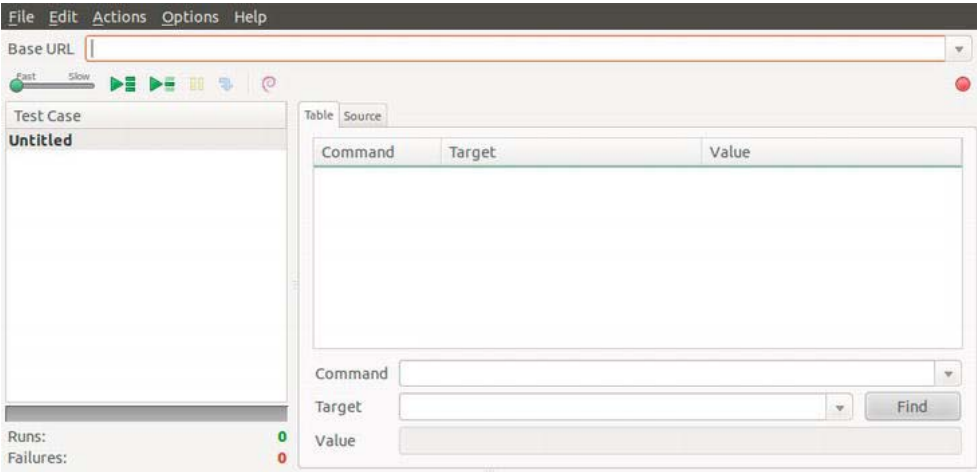 File Edit Actions Options Help
Base URL
Fast Slow
Test Case
Untitled
Table Source
Command Target Value
Command
Target Find
Value
Runs: 0
Failures: 0